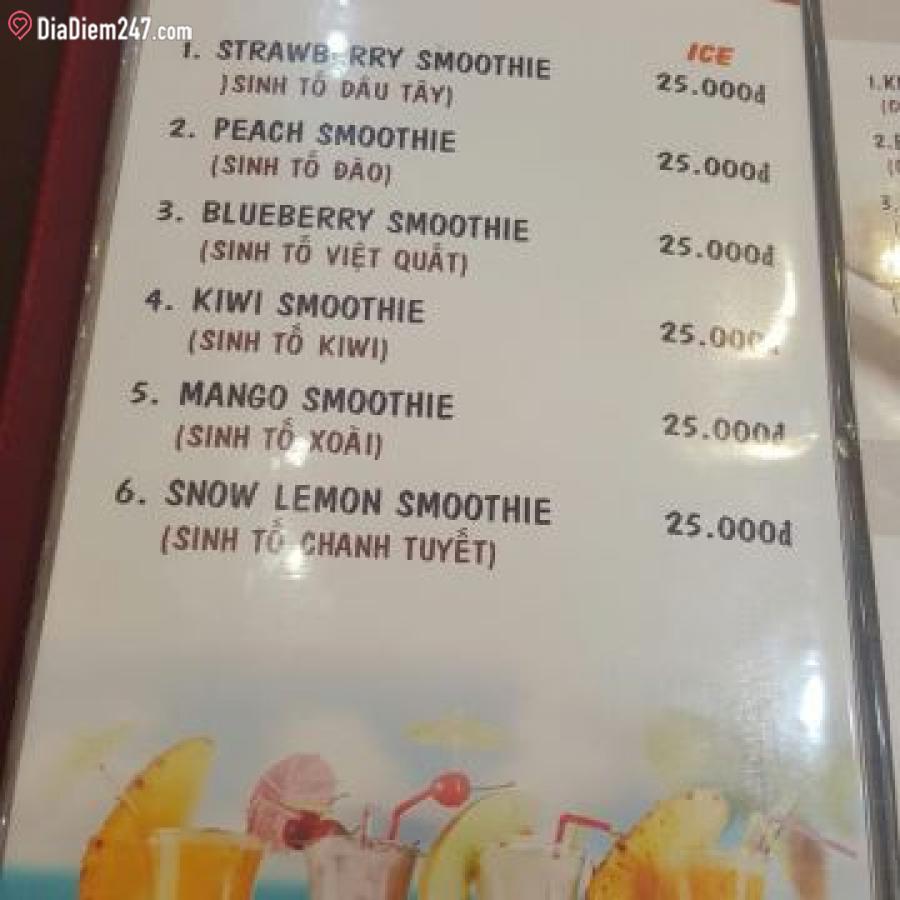 DiaDiem247.com
ICE
1. STRAWBERRY SMOOTHIE 25.000đ
(SINH TỐ DÂU TÂY)
2. PEACH SMOOTHIE 25.000đ
(SINH TỐ ĐÀO)
3. BLUEBERRY SMOOTHIE 25.000đ
(SINH TỐ VIỆT QUẤT)
4. KIWI SMOOTHIE 25.000đ
(SINH TỐ KIWI)
5. MANGO SMOOTHIE 25.000đ
(SINH TỐ XOÀI)
6. SNOW LEMON SMOOTHIE 25.000đ
(SINH TỐ CHANH TUYẾT)